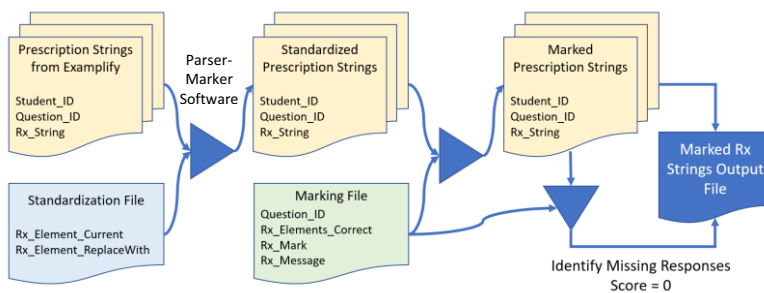 Prescription Strings
from Examplify
Student_ID
Question_ID
Rx_String
Parser-
Marker
Software
Standardized
Prescription Strings
Student_ID
Question_ID
Rx_String
Marked
Prescription Strings
Student_ID
Question_ID
Rx_String
Marked Rx
Strings Output
File
Standardization File
Rx_Element_Current
Rx_Element_ReplaceWith
Marking File
Question_ID
Rx_Elements_Correct
Rx_Mark
Rx_Message
Identify Missing Responses
Score = 0